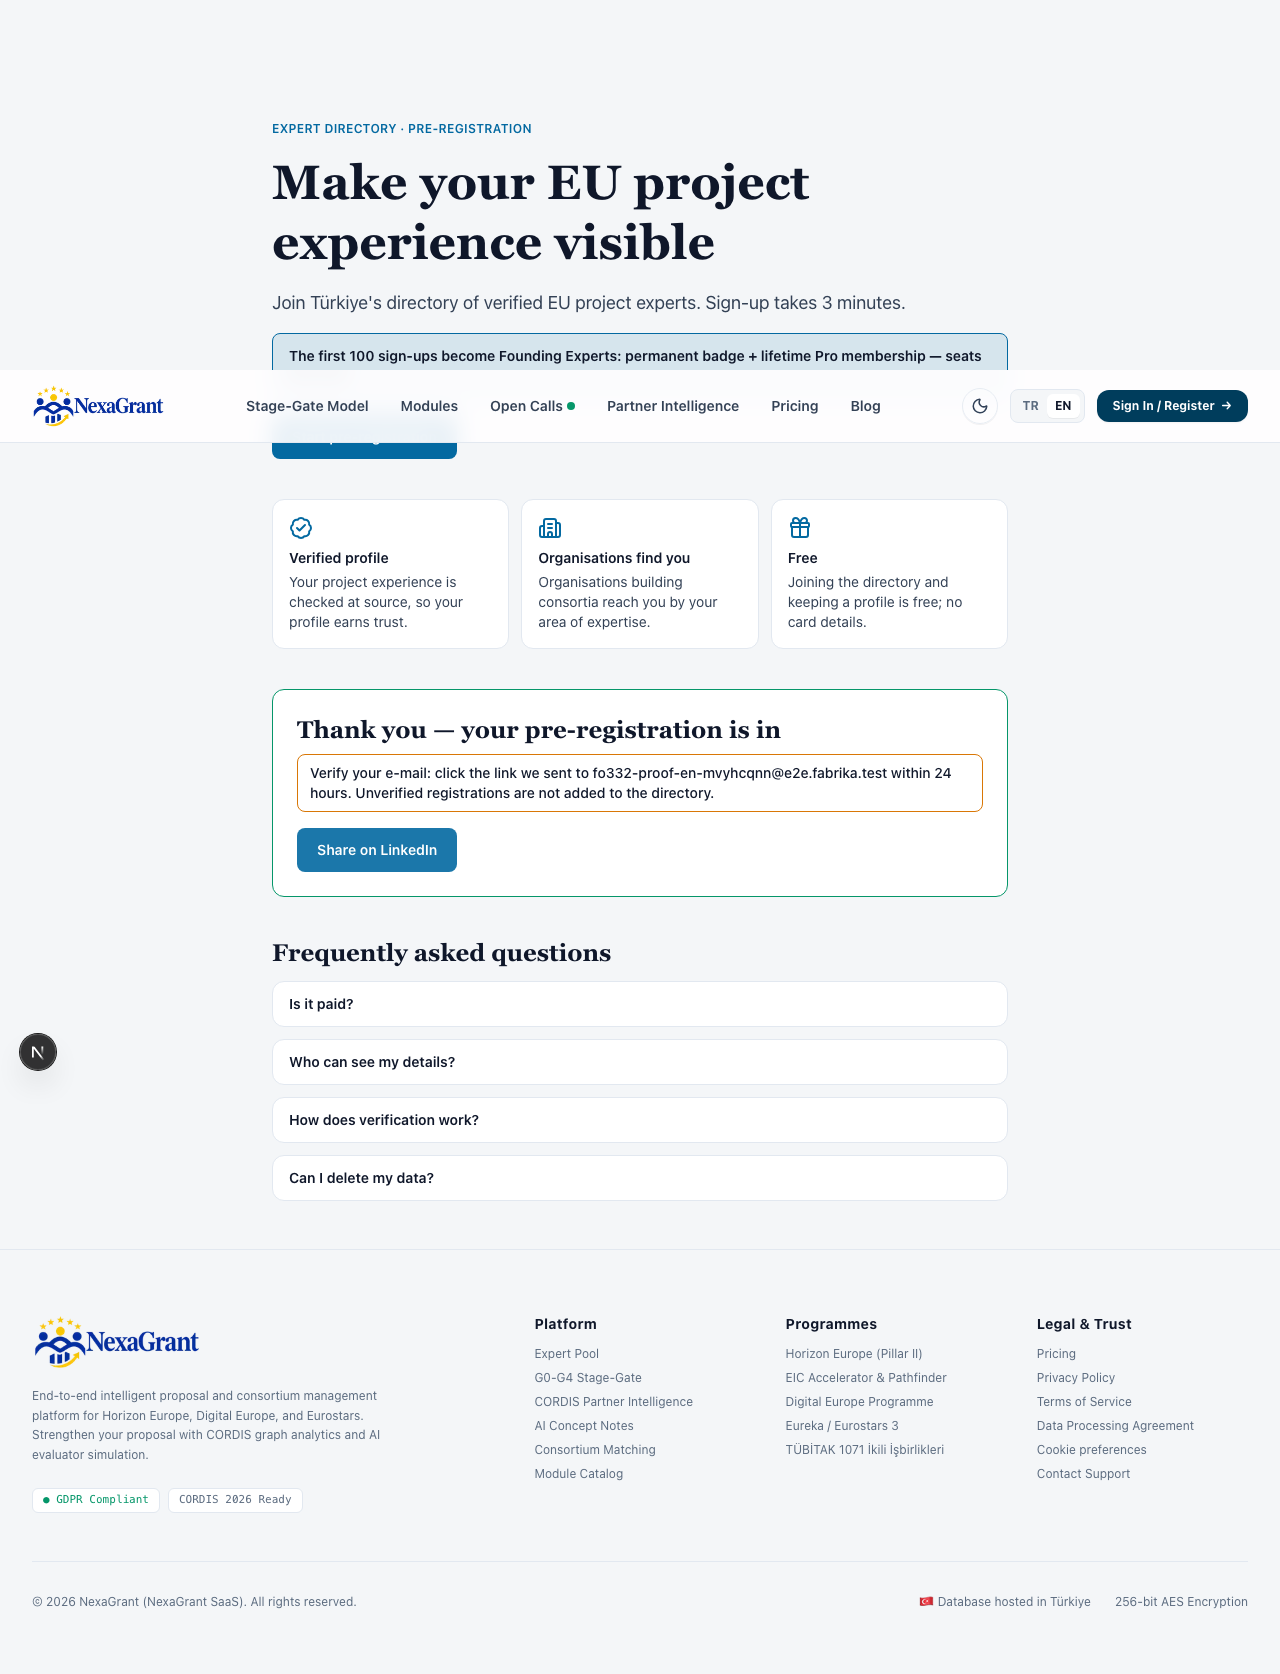 EXPERT DIRECTORY · PRE-REGISTRATION
Make your EU project
experience visible
Join Türkiye's directory of verified EU project experts. Sign-up takes 3 minutes.
The first 100 sign-ups become Founding Experts: permanent badge + lifetime Pro membership — seats
NexaGrant
Stage-Gate Model
Modules
Open Calls
Partner Intelligence
Pricing
Blog
TR
EN
Sign In / Register →
Verified profile
Your project experience is
checked at source, so your
profile earns trust.
Organisations find you
Organisations building
consortia reach you by your
area of expertise.
Free
Joining the directory and
keeping a profile is free; no
card details.
Thank you — your pre-registration is in
Verify your e-mail: click the link we sent to fo332-proof-en-mvyhcqnn@e2e.fabrika.test within 24
hours. Unverified registrations are not added to the directory.
Share on LinkedIn
Frequently asked questions
Is it paid?
Who can see my details?
N
How does verification work?
Can I delete my data?
NexaGrant
End-to-end intelligent proposal and consortium management
platform for Horizon Europe, Digital Europe, and Eurostars.
Strengthen your proposal with CORDIS graph analytics and AI
evaluator simulation.
● GDPR Compliant
CORDIS 2026 Ready
Platform
Expert Pool
G0-G4 Stage-Gate
CORDIS Partner Intelligence
AI Concept Notes
Consortium Matching
Module Catalog
Programmes
Horizon Europe (Pillar II)
EIC Accelerator & Pathfinder
Digital Europe Programme
Eureka / Eurostars 3
TÜBİTAK 1071 İkili İşbirlikleri
Legal & Trust
Pricing
Privacy Policy
Terms of Service
Data Processing Agreement
Cookie preferences
Contact Support
© 2026 NexaGrant (NexaGrant SaaS). All rights reserved.
🇹🇷 Database hosted in Türkiye
256-bit AES Encryption